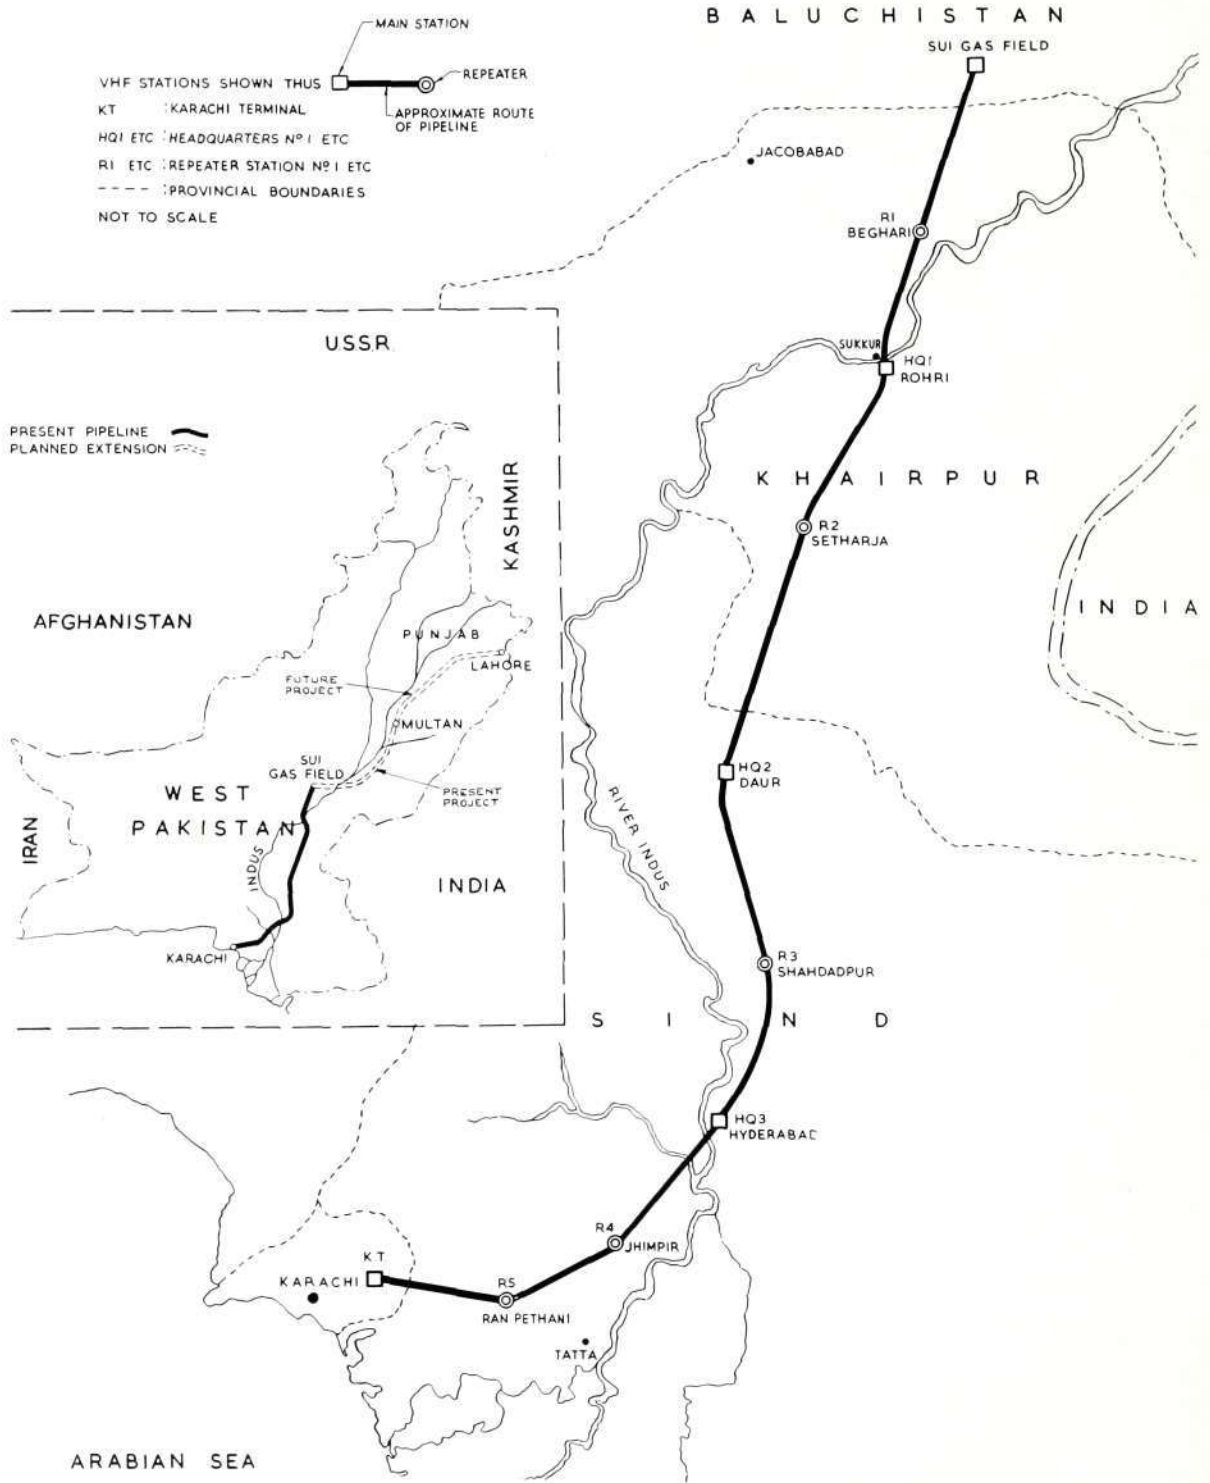 BALUCHISTAN
SUI GAS FIELD
MAIN STATION
VHF STATIONS SHOWN THUS
REPEATER
APPROXIMATE ROUTE
OF PIPELINE
KT : KARACHI TERMINAL
HQ1 ETC : HEADQUARTERS Nº 1 ETC
R1 ETC : REPEATER STATION Nº 1 ETC
---- : PROVINCIAL BOUNDARIES
NOT TO SCALE
JACOBABAD
R1
BEGHARI
SUKKUR
HQ1
ROHRI
KHAIRPUR
R2
SETHARJA
INDIA
HQ2
DAUR
RIVER INDUS
R3
SHAHDADPUR
SIND
HQ3
HYDERABAD
R4
JHIMPIR
KT
KARACHI
R5
RAN PETHANI
TATTA
ARABIAN SEA
USSR
PRESENT PIPELINE
PLANNED EXTENSION
KASHMIR
AFGHANISTAN
PUNJAB
LAHORE
FUTURE
PROJECT
MULTAN
SUI
GAS FIELD
PRESENT
PROJECT
WEST
PAKISTAN
IRAN
INDUS
INDIA
KARACHI